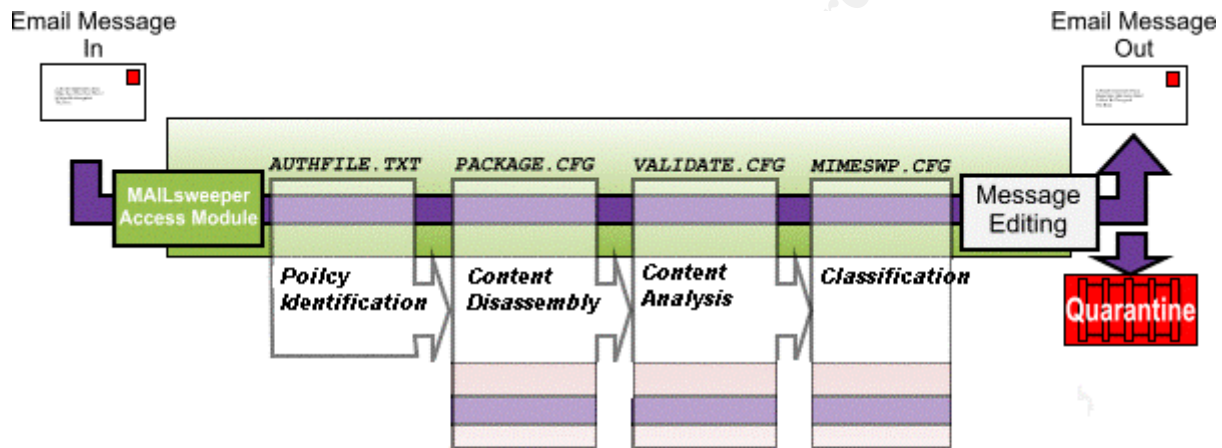 Email Message
In
Email Message
Out
AUTHFILE.TXT
PACKAGE.CFG
VALIDATE.CFG
MIMESWP.CFG
MAILsweeper
Access Module
Message
Editing
Poilcy
Identification
Content
Disassembly
Content
Analysis
Classification
Quarantine